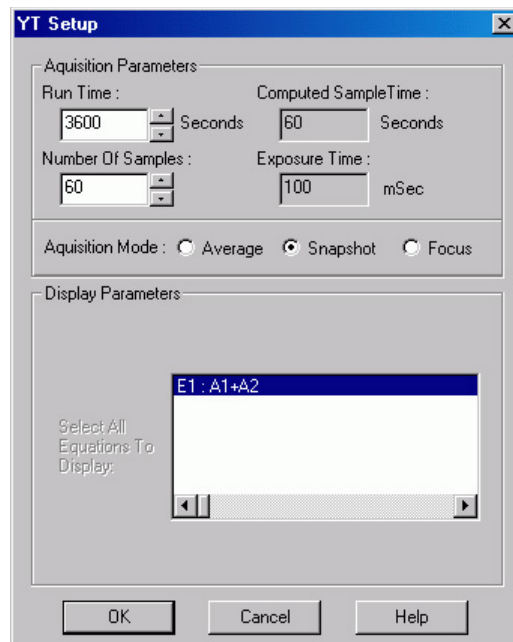 YT Setup
Aquisition Parameters
Run Time :
Computed SampleTime :
3600
Seconds
60
Seconds
Number Of Samples :
Exposure Time :
60
100
mSec
Aquisition Mode :
Average
Snapshot
Focus
Display Parameters
E1 : A1+A2
Select All
Equations To
Display:
OK
Cancel
Help